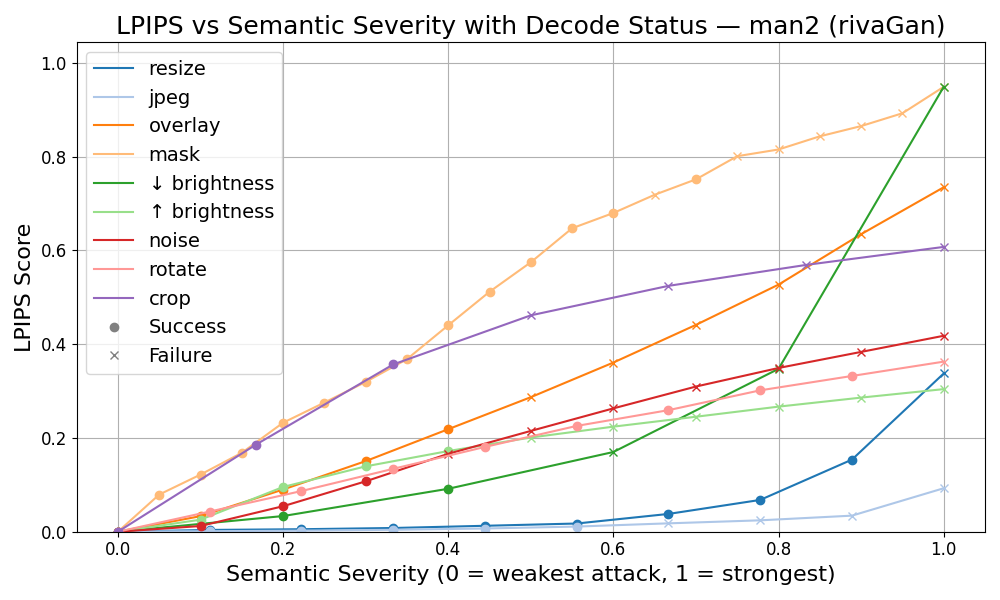 LPIPS vs Semantic Severity with Decode Status — man2 (rivaGan)
LPIPS Score
1.0
0.8
0.6
0.4
0.2
0.0
resize
jpeg
overlay
mask
↓ brightness
↑ brightness
noise
rotate
crop
Success
Failure
0.0 0.2 0.4 0.6 0.8 1.0
Semantic Severity (0 = weakest attack, 1 = strongest)